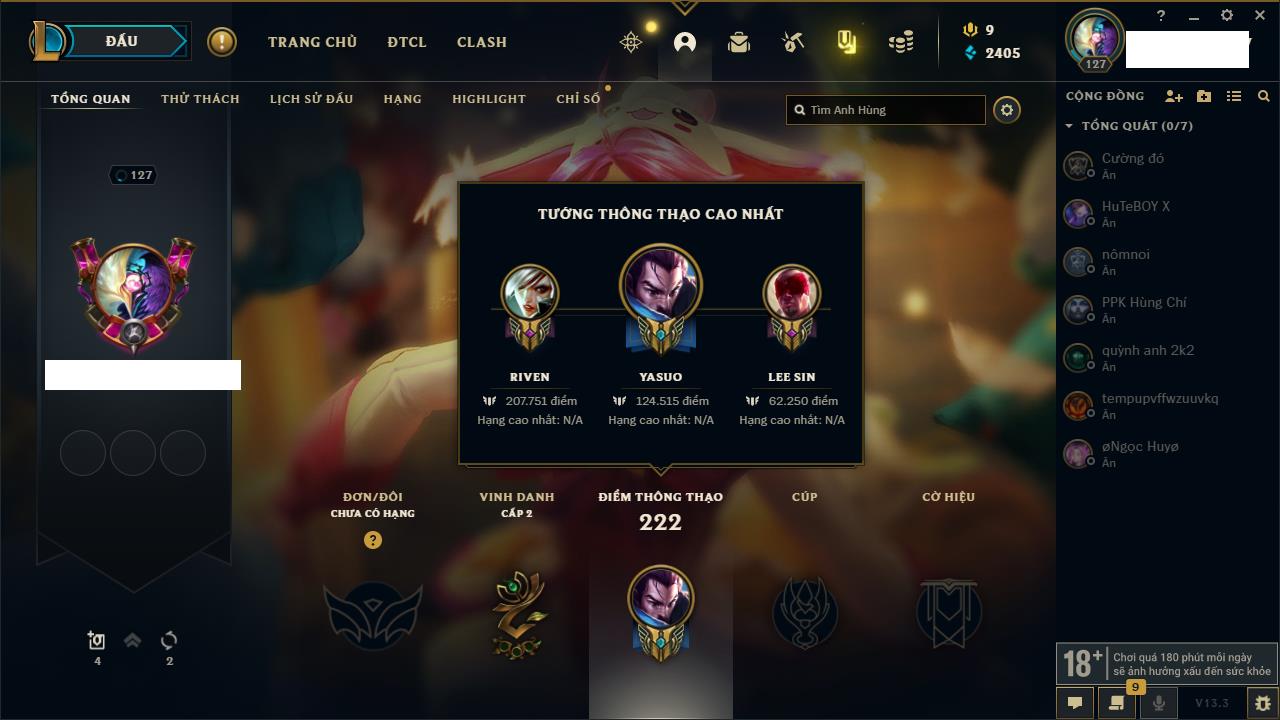 ĐẤU
TRANG CHỦ
ĐTCL
CLASH
9
2405
?
127
TỔNG QUAN
THỬ THÁCH
LỊCH SỬ ĐẤU
HẠNG
HIGHLIGHT
CHỈ SỐ
Tìm Anh Hùng
CỘNG ĐỒNG
TỔNG QUÁT (0/7)
Cường đó
Ẩn
HuTeBOY X
Ẩn
nômnoi
Ẩn
PPK Hùng Chí
Ẩn
quỳnh anh 2k2
Ẩn
tempupvffwzuuvkq
Ẩn
øNgọc Huyø
Ẩn
127
TƯỚNG THÔNG THẠO CAO NHẤT
RIVEN
207.751 điểm
Hạng cao nhất: N/A
YASUO
124.515 điểm
Hạng cao nhất: N/A
LEE SIN
62.250 điểm
Hạng cao nhất: N/A
ĐƠN/ĐÔI
CHƯA CÓ HẠNG
?
VINH DANH
CẤP 2
ĐIỂM THÔNG THẠO
222
CÚP
CỜ HIỆU
4
2
18+
Chơi quá 180 phút mỗi ngày
sẽ ảnh hưởng xấu đến sức khỏe
9
V13.3